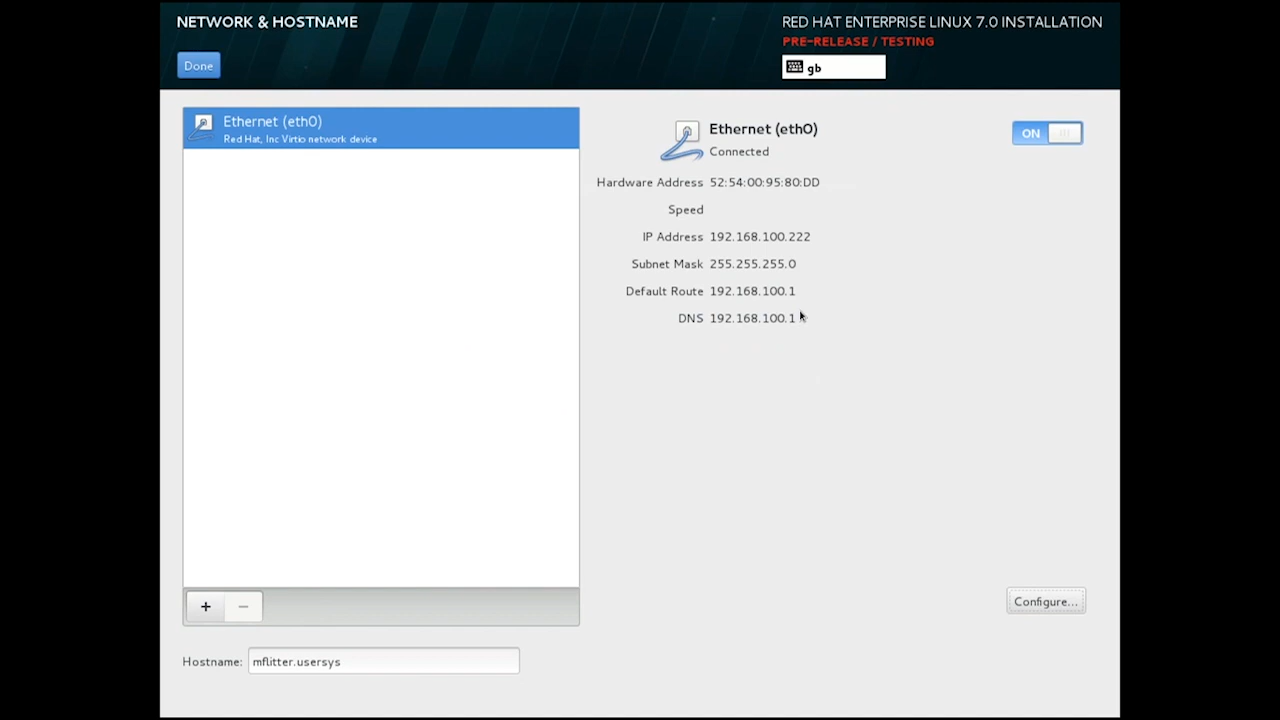 NETWORK & HOSTNAME
RED HAT ENTERPRISE LINUX 7.0 INSTALLATION
PRE-RELEASE / TESTING
Done
gb
Ethernet (eth0)
Red Hat, Inc Virtio network device
Ethernet (eth0)
Connected
ON
Hardware Address 52:54:00:95:80:DD
Speed
IP Address 192.168.100.222
Subnet Mask 255.255.255.0
Default Route 192.168.100.1
DNS 192.168.100.1
+ −
Configure...
Hostname: mflitter.usersys